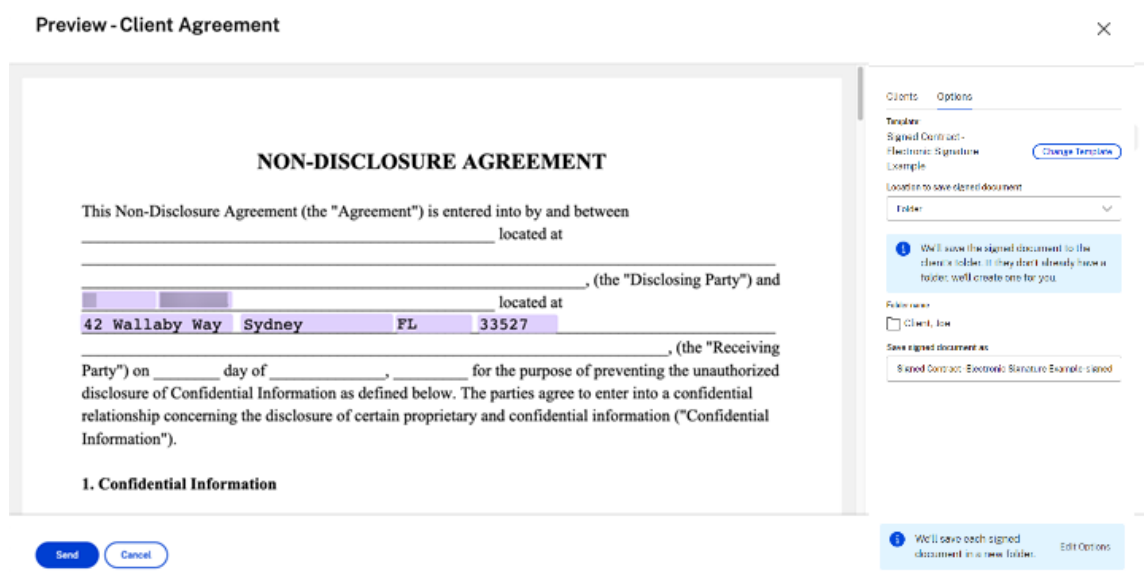 Preview - Client Agreement
NON-DISCLOSURE AGREEMENT
This Non-Disclosure Agreement (the "Agreement") is entered into by and between
located at
, (the "Disclosing Party") and
located at
42 Wallaby Way Sydney FL 33527
, (the "Receiving
Party") on ________ day of ______________, _________ for the purpose of preventing the unauthorized
disclosure of Confidential Information as defined below. The parties agree to enter into a confidential
relationship concerning the disclosure of certain proprietary and confidential information ("Confidential
Information").
1. Confidential Information
Send
Cancel
Clients Options
Template
Signed Contract -
Electronic Signature
Example
Change Template
Location to save signed document
Folder
We'll save the signed document to the
client's folder. If they don't already have a
folder, we'll create one for you.
Folder name
Client, Joe
Save signed document as
Signed Contract - Electronic Signature Example-signed
We'll save each signed
document in a new folder.
Edit Options